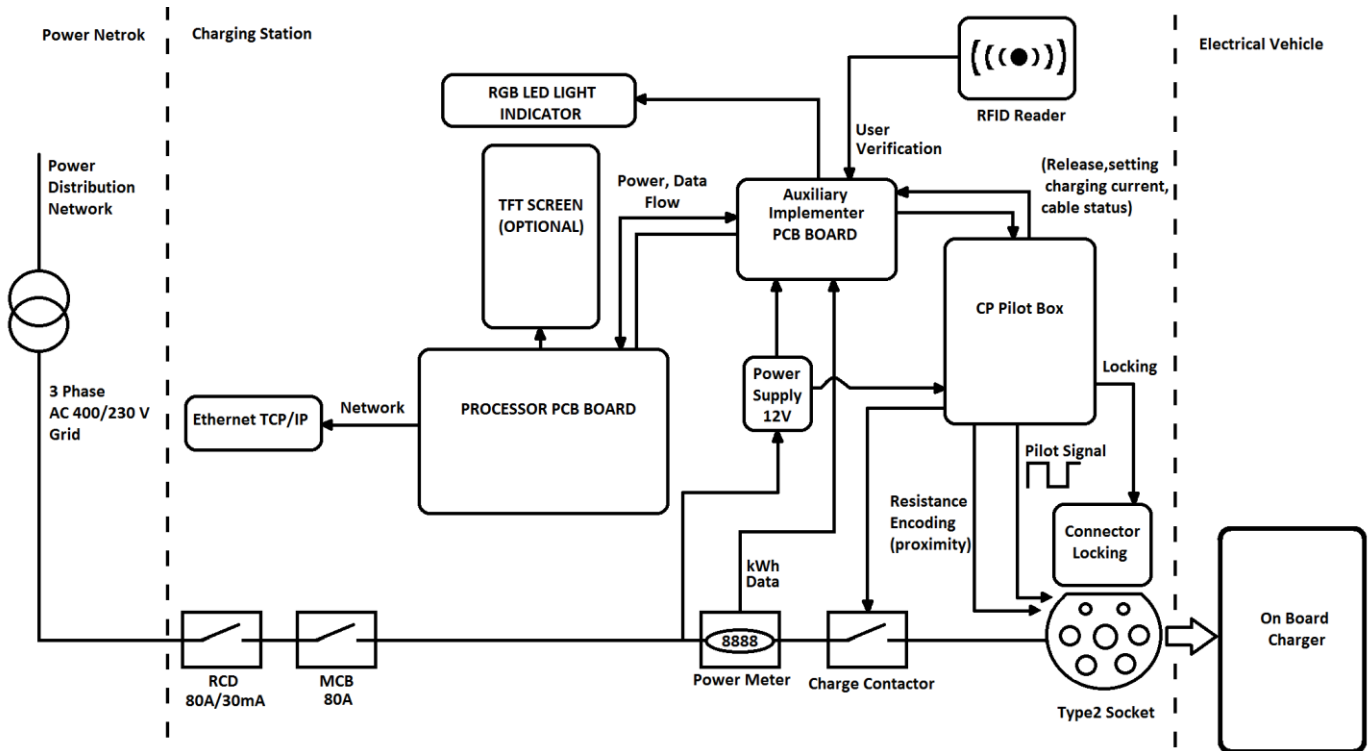 Power Netrok
Charging Station
Electrical Vehicle
RGB LED LIGHT
INDICATOR
RFID Reader
User
Verification
Power
Distribution
Network
TFT SCREEN
(OPTIONAL)
Power, Data
Flow
Auxiliary
Implementer
PCB BOARD
(Release,setting
charging current,
cable status)
CP Pilot Box
3 Phase
AC 400/230 V
Grid
Ethernet TCP/IP
Network
PROCESSOR PCB BOARD
Power
Supply
12V
Locking
Pilot Signal
Resistance
Encoding
(proximity)
Connector
Locking
kWh
Data
8888
On Board
Charger
RCD
80A/30mA
MCB
80A
Power Meter
Charge Contactor
Type2 Socket